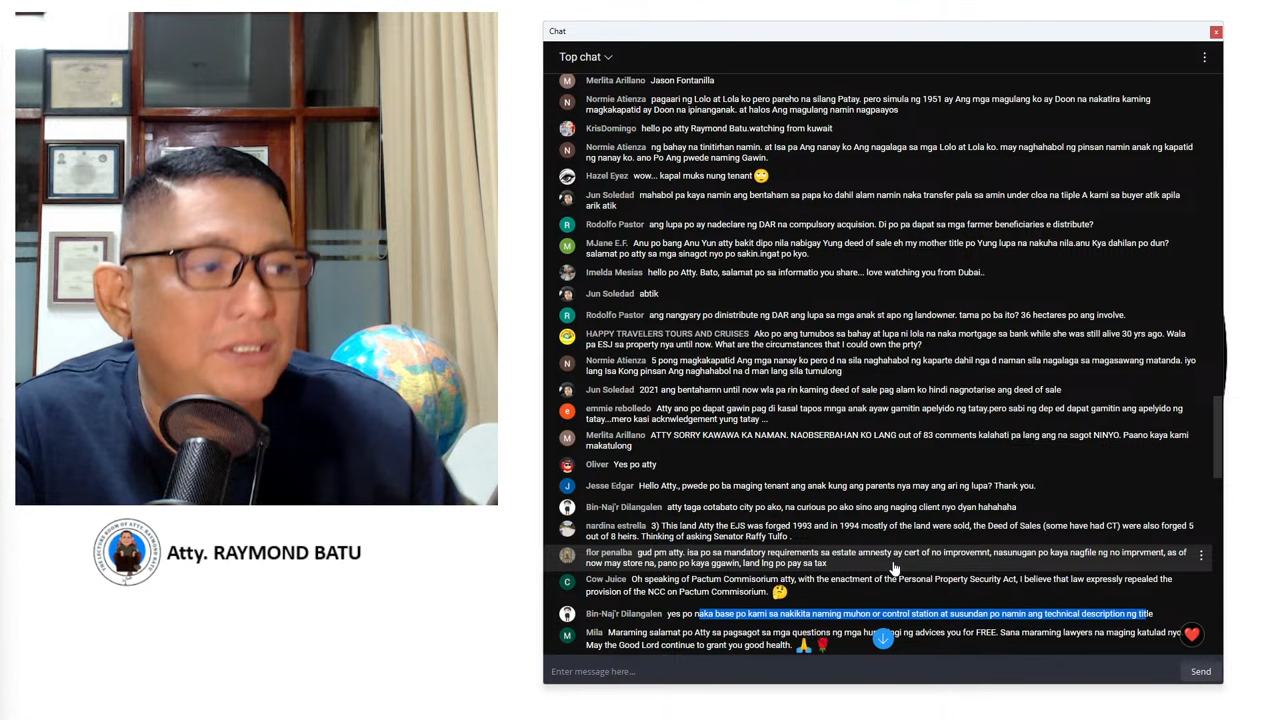 Chat
x
Top chat
M Merlita Arillano Jason Fontanilla
N Normie Atienza pagaari ng Lolo at Lola ko pero pareho na silang Patay. pero simula ng 1951 ay Ang mga magulang ko ay Doon na nakatira kaming
magkakapatid ay Doon na ipinanganak. at halos Ang magulang namin nagpaayos
KrisDomingo hello po atty Raymond Batu.watching from kuwait
N Normie Atienza ng bahay na tinitirhan namin. at Isa pa Ang nanay ko Ang nagalaga sa mga Lolo at Lola ko. may naghahabol ng pinsan namin anak ng kapatid
ng nanay ko. ano Po Ang pwede naming Gawin.
Hazel Eyez wow... kapal muks nung tenant 🙄
Jun Soledad mahabol pa kaya namin ang bentaham sa papa ko dahil alam namin naka transfer pala sa amin under cloa na tiiple A kami sa buyer atik apila
arik atik
R Rodolfo Pastor ang lupa po ay nadeclare ng DAR na compulsory acquision. Di po pa dapat sa mga farmer beneficiaries e distribute?
M MJane E.F. Anu po bang Anu Yun atty bakit dipo nila nabigay Yung deed of sale eh my mother title po Yung lupa na nakuha nila.anu Kya dahilan po dun?
salamat po atty sa mga sinagot nyo po sakin.ingat po kyo.
Imelda Mesias hello po Atty. Bato, salamat po sa informatio you share... love watching you from Dubai..
Jun Soledad abtik
R Rodolfo Pastor ang nangysry po dinistribute ng DAR ang lupa sa mga anak st apo ng landowner. tama po ba ito? 36 hectares po ang involve.
HAPPY TRAVELERS TOURS AND CRUISES Ako po ang tumubos sa bahay at lupa ni lola na naka mortgage sa bank while she was still alive 30 yrs ago. Wala
pa ESJ sa property nya until now. What are the circumstances that I could own the prty?
N Normie Atienza 5 pong magkakapatid Ang mga nanay ko pero d na sila naghahabol ng kaparte dahil nga d naman sila nagalaga sa magasawang matanda. iyo
lang Isa Kong pinsan Ang naghahabol na d man lang sila tumulong
Jun Soledad 2021 ang bentahamn until now wla pa rin kaming deed of sale pag alam ko hindi nagnotarise ang deed of sale
e emmie rebolledo Atty ano po dapat gawin pag di kasal tapos mnga anak ayaw gamitin apelyido ng tatay.pero sabi ng dep ed dapat gamitin ang apelyido ng
tatay...mero kasi acknwledgement yung tatay ...
M Merlita Arillano ATTY SORRY KAWAWA KA NAMAN. NAOBSERBAHAN KO LANG out of 83 comments kalahati pa lang ang na sagot NINYO. Paano kaya kami
makatulong
Oliver Yes po atty
J Jesse Edgar Hello Atty., pwede po ba maging tenant ang anak kung ang parents nya may ang ari ng lupa? Thank you.
Bin-Naj'r Dilangalen atty taga cotabato city po ako, na curious po ako sino ang naging client nyo dyan hahahaha
nardina estrella 3) This land Atty the EJS was forged 1993 and in 1994 mostly of the land were sold, the Deed of Sales (some have had CT) were also forged 5
out of 8 heirs. Thinking of asking Senator Raffy Tulfo .
flor penalba gud pm atty. isa po sa mandatory requirements sa estate amnesty ay cert of no improvemnt, nasunugan po kaya nagfile ng no imprvment, as of
now may store na, pano po kaya ggawin, land lng po pay sa tax
C Cow Juice Oh speaking of Pactum Commisorium atty, with the enactment of the Personal Property Security Act, I believe that law expressly repealed the
provision of the NCC on Pactum Commisorium. 🤔
Bin-Naj'r Dilangalen yes po naka base po kami sa nakikita naming muhon or control station at susundan po namin ang technical description ng title
M Mila Maraming salamat po Atty sa pagsagot sa mga questions ng mga ng advices you for FREE. Sana maraming lawyers na maging katulad nyo
May the Good Lord continue to grant you good health. 🙏🌹
Enter message here...
Send
Atty. RAYMOND BATU